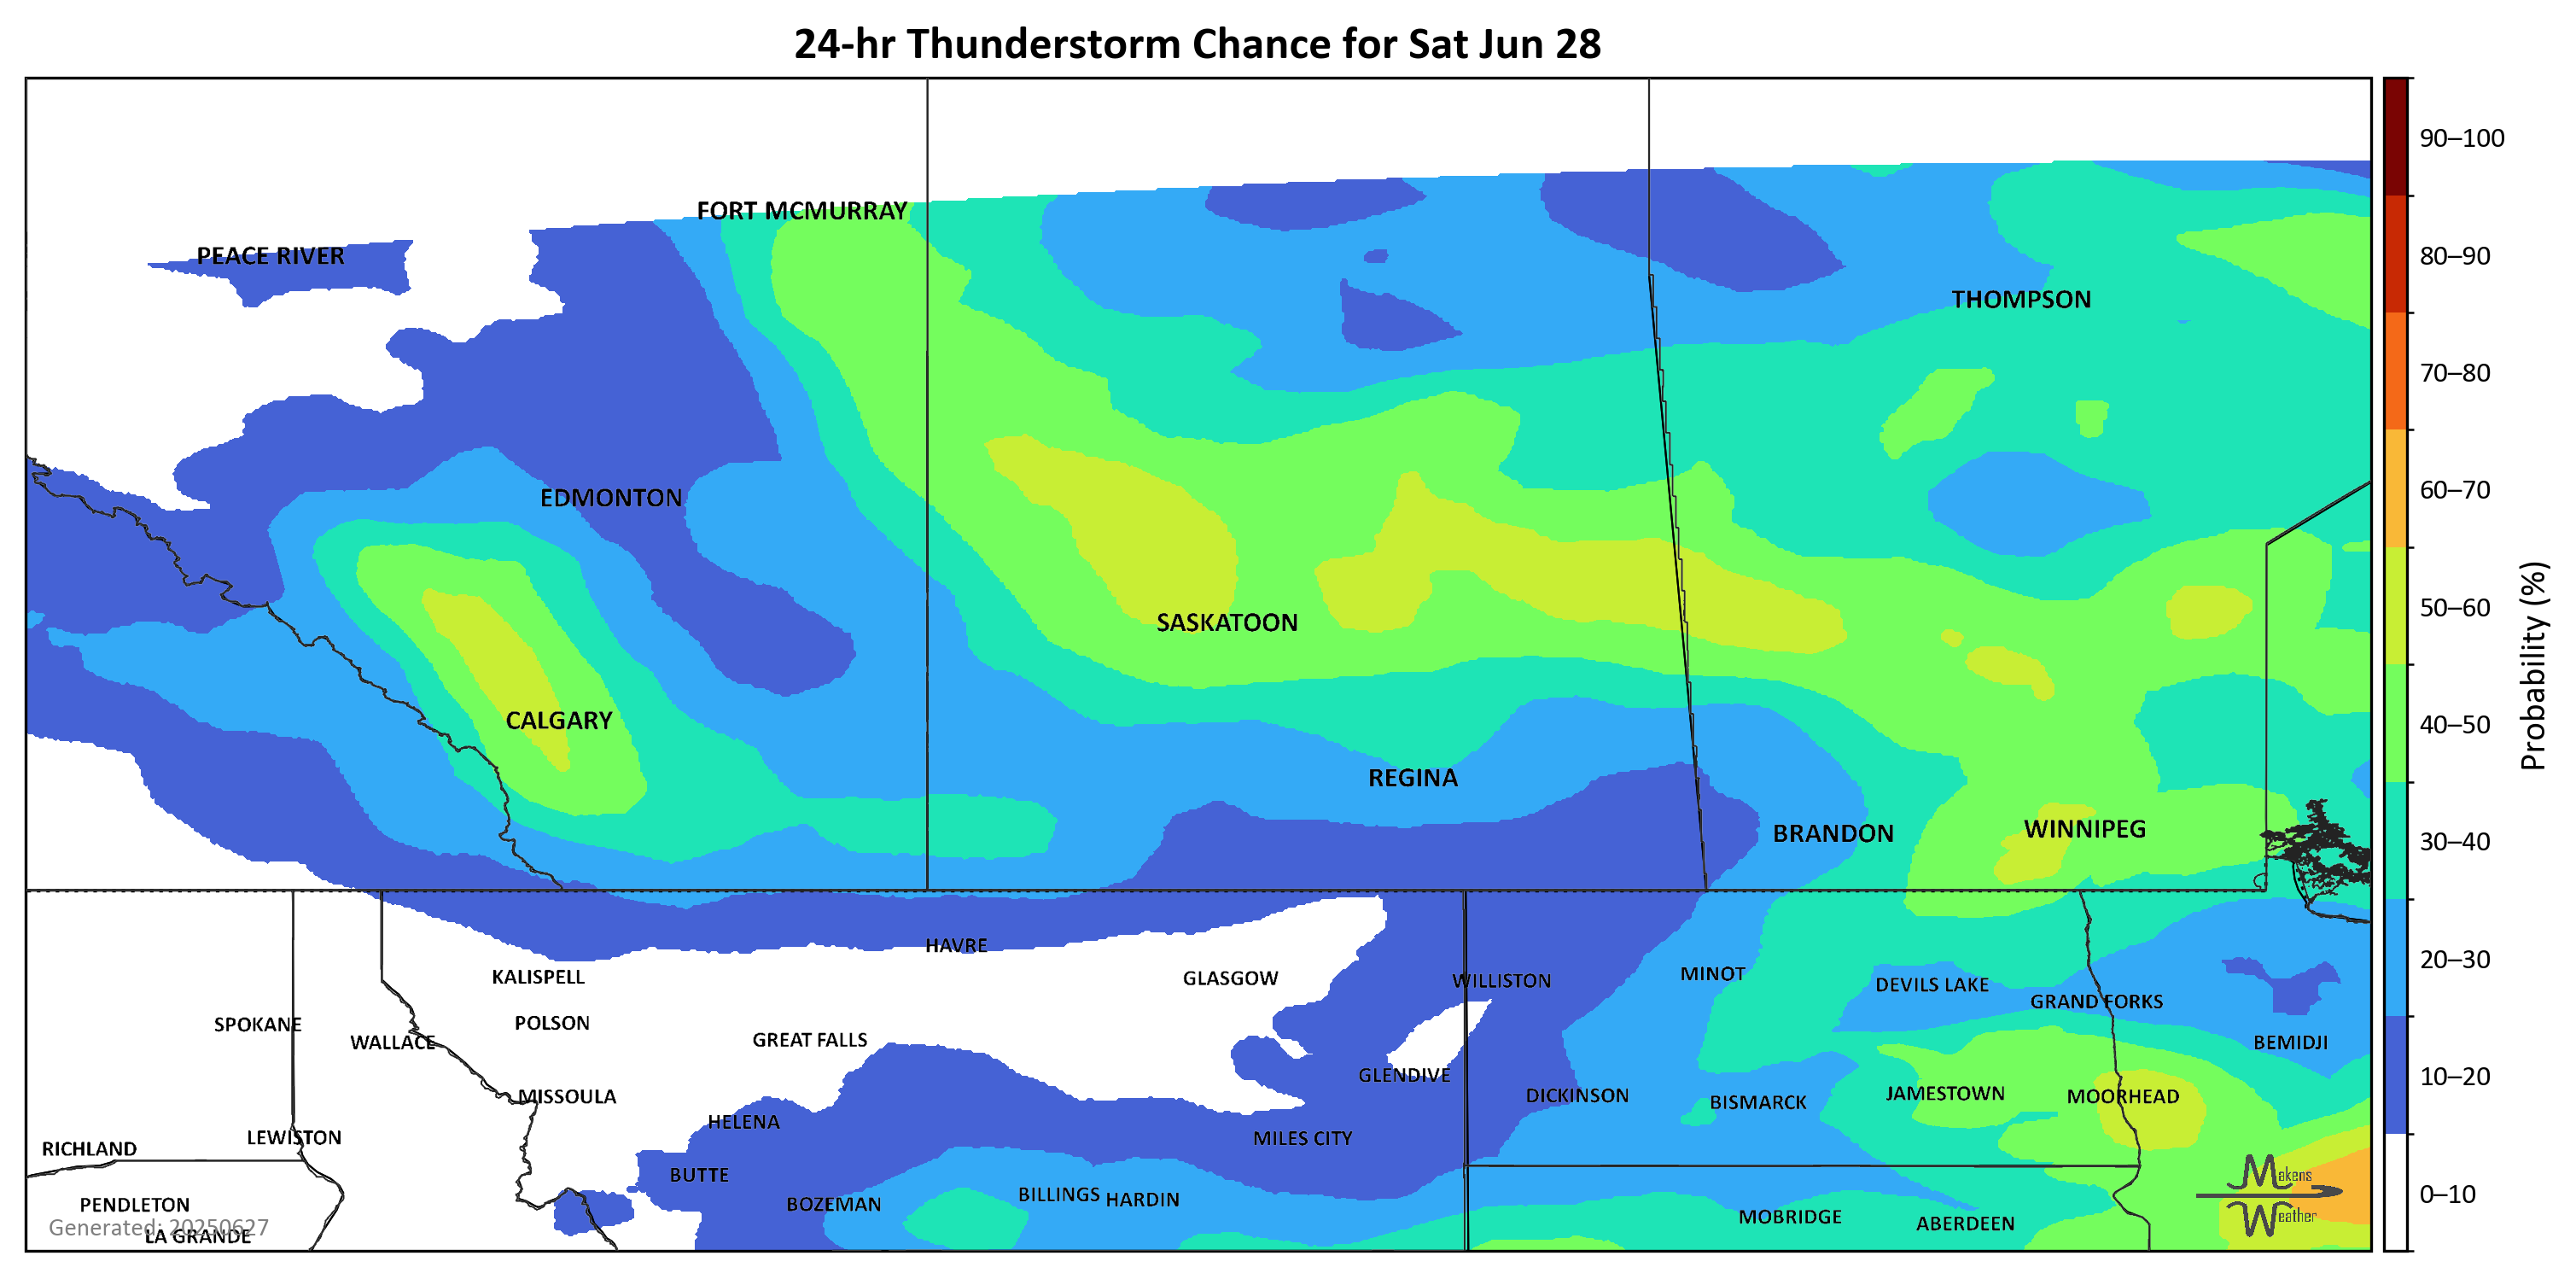 24-hr Thunderstorm Chance for Sat Jun 28
90–100
FORT MCMURRAY
PEACE RIVER
80–90
THOMPSON
70–80
EDMONTON
60–70
50–60
SASKATOON
CALGARY
40–50
Probability (%)
REGINA
WINNIPEG
BRANDON
30–40
HAVRE
20–30
KALISPELL
GLASGOW
WILLISTON
MINOT
DEVILS LAKE
GRAND FORKS
SPOKANE
POLSON
WALLACE
GREAT FALLS
BEMIDJI
GLENDIVE
10–20
MISSOULA
DICKINSON
BISMARCK
JAMESTOWN
MOORHEAD
HELENA
LEWISTON
MILES CITY
RICHLAND
BUTTE
Makens
BILLINGS
HARDIN
0–10
PENDLETON
BOZEMAN
MOBRIDGE
ABERDEEN
Weather
Generated: 20250627
LA GRANDE